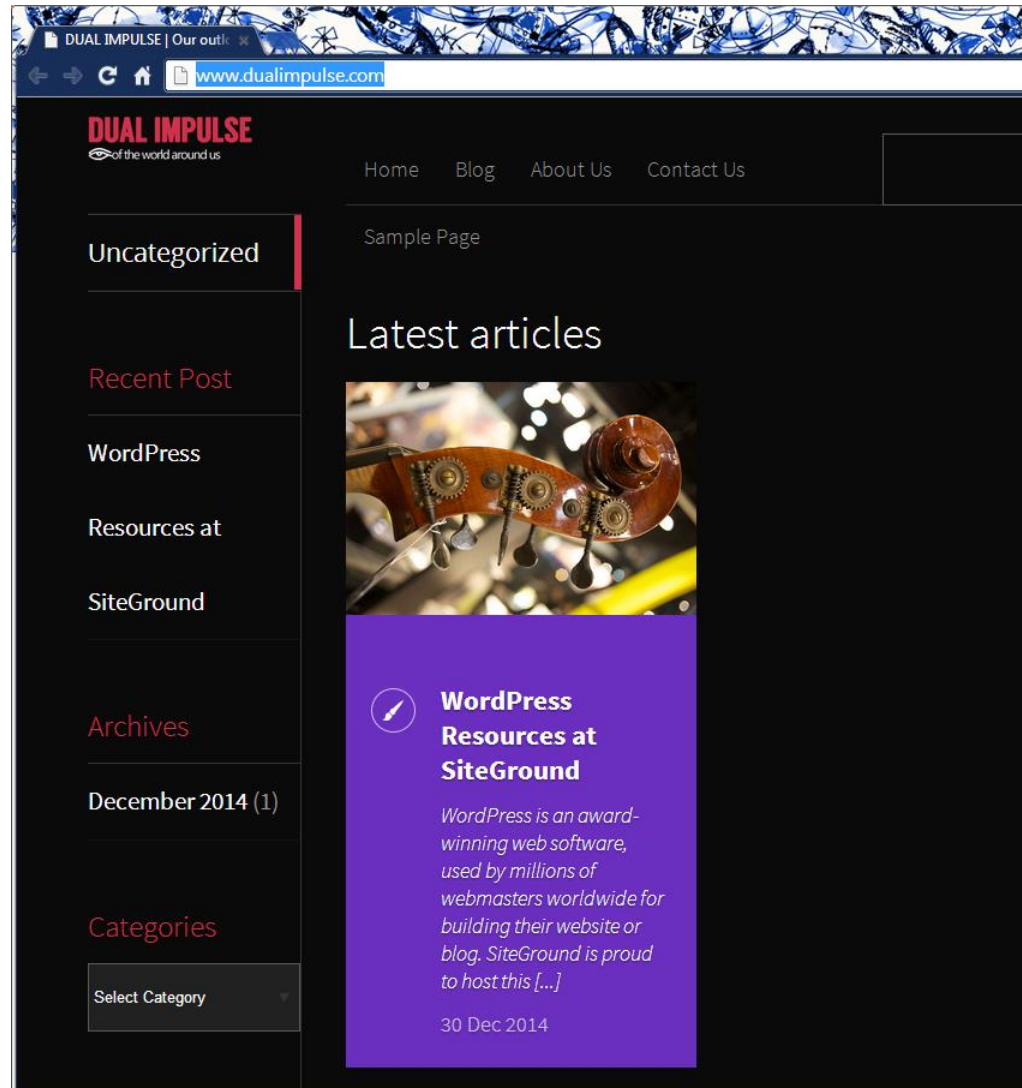 DUAL IMPULSE | Our outl
www.dualimpulse.com
DUAL IMPULSE
of the world around us
Home Blog About Us Contact Us
Sample Page
Uncategorized
Recent Post
WordPress
Resources at
SiteGround
Archives
December 2014 (1)
Categories
Select Category
Latest articles
WordPress
Resources at
SiteGround
WordPress is an award-
winning web software,
used by millions of
webmasters worldwide for
building their website or
blog. SiteGround is proud
to host this [...]
30 Dec 2014